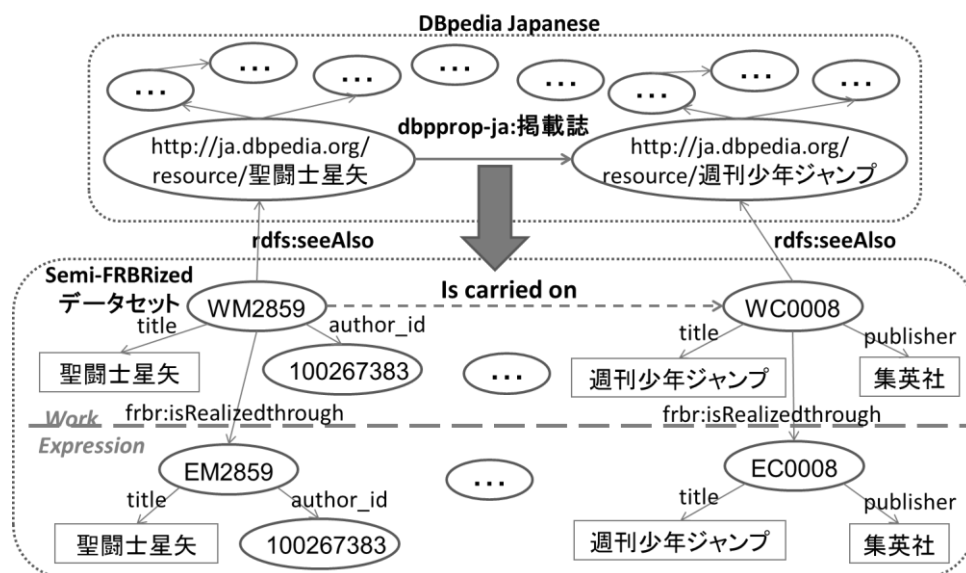 DBpedia Japanese
...
...
...
...
...
...
...
...
dbpprop-ja:掲載誌
http://ja.dbpedia.org/
resource/聖闘士星矢
http://ja.dbpedia.org/
resource/週刊少年ジャンプ
rdfs:seeAlso
rdfs:seeAlso
Semi-FRBRized
データセット
Is carried on
WM2859
WC0008
title
author_id
title
publisher
聖闘士星矢
100267383
...
週刊少年ジャンプ
集英社
frbr:isRealizedthrough
frbr:isRealizedthrough
Work
Expression
EM2859
...
EC0008
title
author_id
title
publisher
聖闘士星矢
100267383
週刊少年ジャンプ
集英社